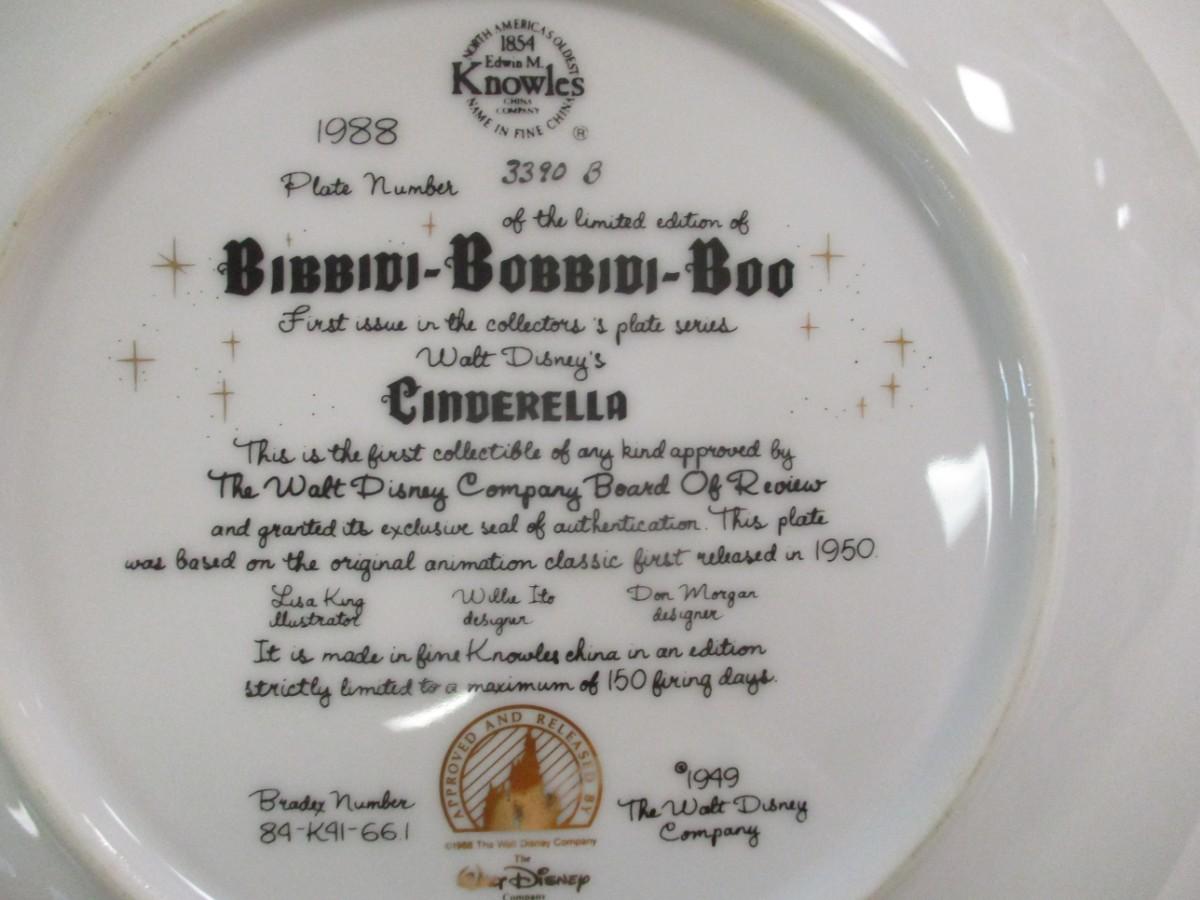 NORTH AMERICA'S OLDEST
1854
Edwin M.
Knowles
CHINA
COMPANY
NAME IN FINE CHINA
®
1988
Plate Number 3390 B
of the limited edition of
BIBBIDI-BOBBIDI-BOO
First issue in the collectors's plate series
Walt Disney's
CINDERELLA
This is the first collectible of any kind approved by
The Walt Disney Company Board Of Review
and granted its exclusive seal of authentication. This plate
was based on the original animation classic first released in 1950.
Lisa King Willie Ito Don Morgan
illustrator designer designer
It is made in fine Knowles china in an edition
strictly limited to a maximum of 150 firing days.
APPROVED AND RELEASED BY
Bradex Number
84-K41-66.1
©1949
The Walt Disney
Company
©1988 The Walt Disney Company
The
Walt Disney
Company